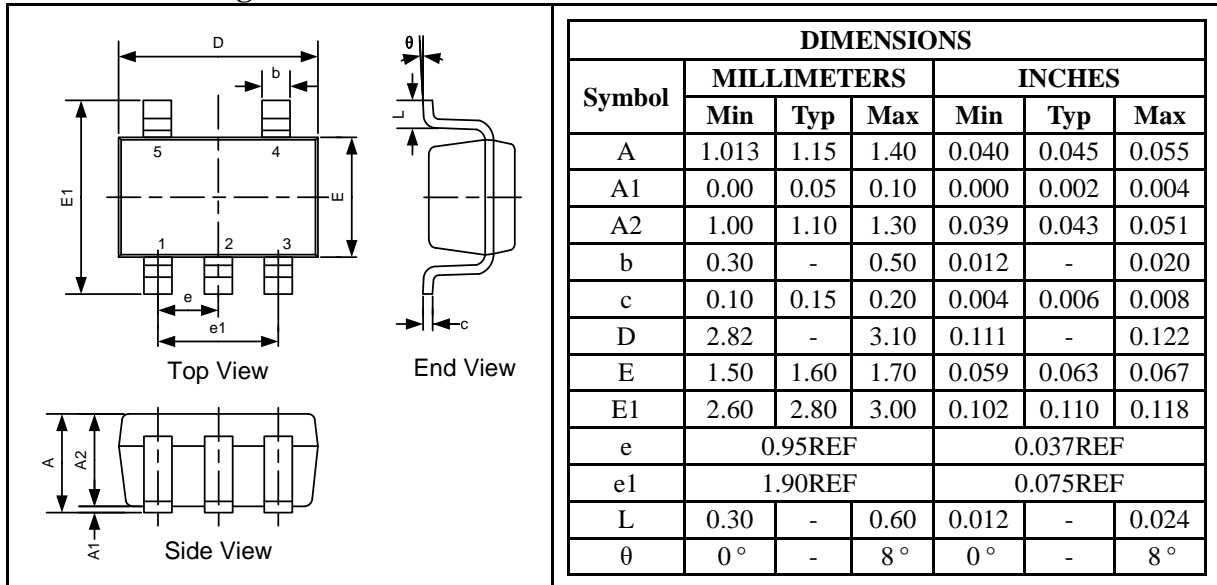 D
θ
b
L
5 4
E1
E
1 2 3
e
e1
c
Top View
End View
A
A2
A1
Side View
DIMENSIONS
Symbol MILLIMETERS INCHES
Min Typ Max Min Typ Max
A 1.013 1.15 1.40 0.040 0.045 0.055
A1 0.00 0.05 0.10 0.000 0.002 0.004
A2 1.00 1.10 1.30 0.039 0.043 0.051
b 0.30 - 0.50 0.012 - 0.020
c 0.10 0.15 0.20 0.004 0.006 0.008
D 2.82 - 3.10 0.111 - 0.122
E 1.50 1.60 1.70 0.059 0.063 0.067
E1 2.60 2.80 3.00 0.102 0.110 0.118
e 0.95REF 0.037REF
e1 1.90REF 0.075REF
L 0.30 - 0.60 0.012 - 0.024
θ 0 ° - 8 ° 0 ° - 8 °